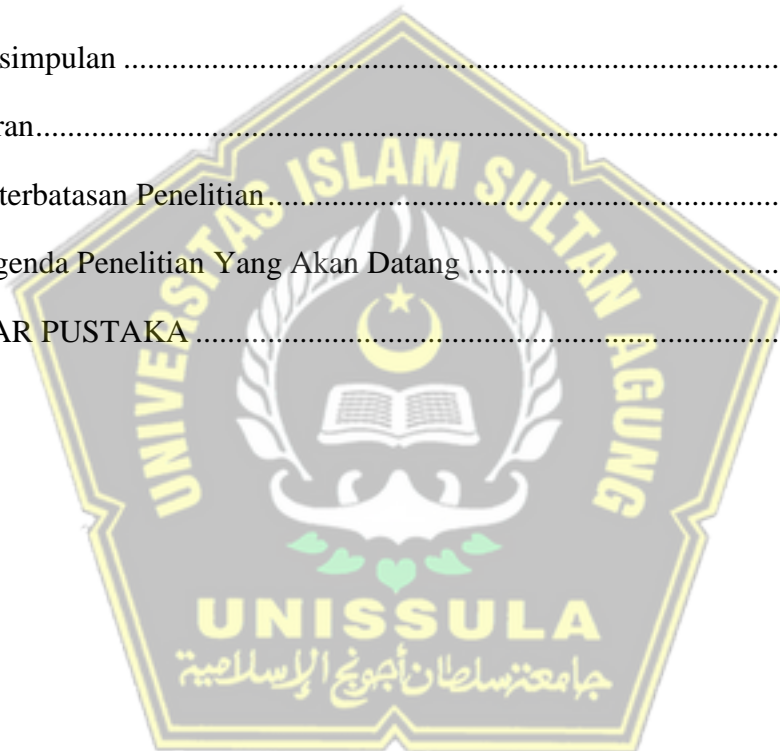 simpulan ........................................................................................
ran....................................................................................................
terbatasan Penelitian.....................................................................
genda Penelitian Yang Akan Datang ..........................................
AR PUSTAKA ..............................................................................
UNIVERSITAS ISLAM SULTAN AGUNG
UNISSULA
جامعة سلطان أجونج الإسلامية